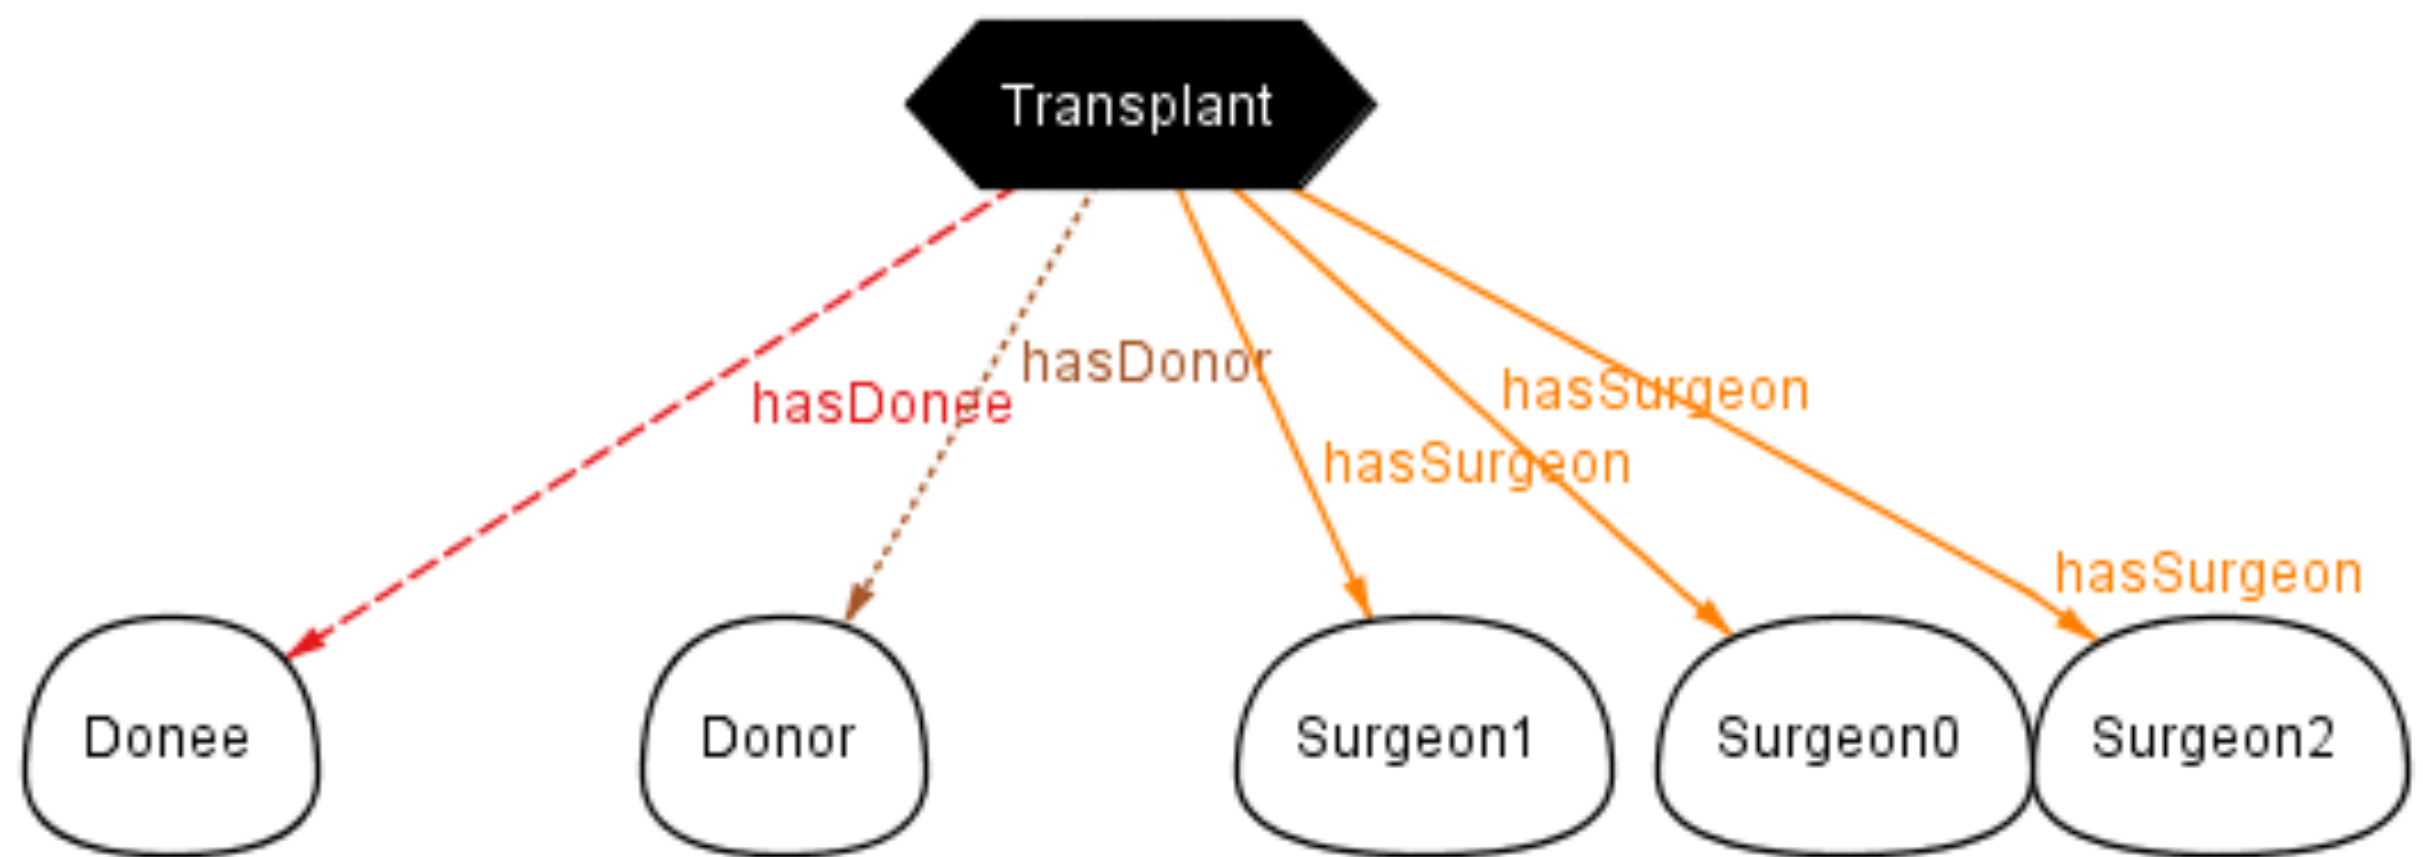 Transplant
hasDonor
hasDonee
hasSurgeon
hasSurgeon
hasSurgeon
Donee
Donor
Surgeon1
Surgeon0
Surgeon2